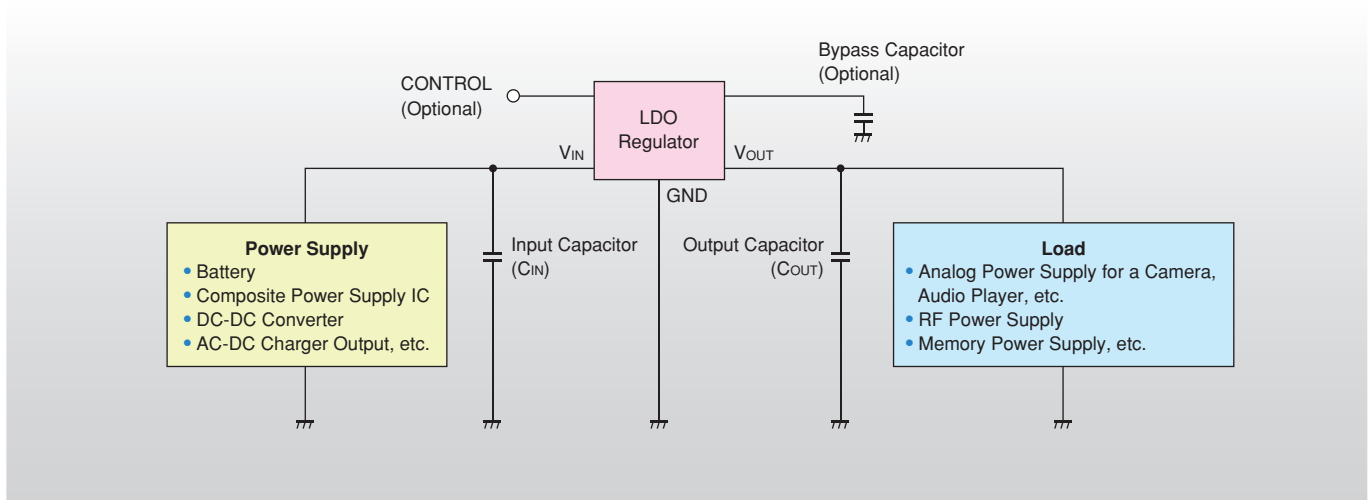 Bypass Capacitor
(Optional)
CONTROL
(Optional)
LDO
Regulator
VIN
VOUT
GND
Power Supply
• Battery
• Composite Power Supply IC
• DC-DC Converter
• AC-DC Charger Output, etc.
Input Capacitor
(CIN)
Output Capacitor
(COUT)
Load
• Analog Power Supply for a Camera,
Audio Player, etc.
• RF Power Supply
• Memory Power Supply, etc.